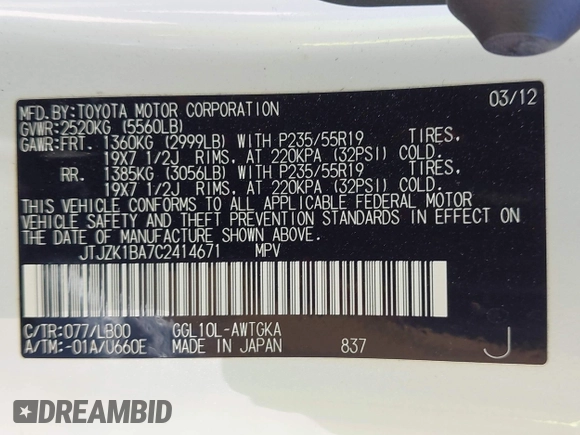 MFD.BY:TOYOTA MOTOR CORPORATION 03/12
GVWR:2520KG (5560LB)
GAWR:FRT. 1360KG (2999LB) WITH P235/55R19 TIRES,
19X7 1/2J RIMS, AT 220KPA (32PSI) COLD.
RR. 1385KG (3056LB) WITH P235/55R19 TIRES,
19X7 1/2J RIMS, AT 220KPA (32PSI) COLD.
THIS VEHICLE CONFORMS TO ALL APPLICABLE FEDERAL MOTOR
VEHICLE SAFETY AND THEFT PREVENTION STANDARDS IN EFFECT ON
THE DATE OF MANUFACTURE SHOWN ABOVE.
JTJZK1BA7C2414671 MPV
C/TR:077/LB00 GGL10L-AWTGKA
A/TM:-01A/U660E MADE IN JAPAN 837 J
DREAMBID